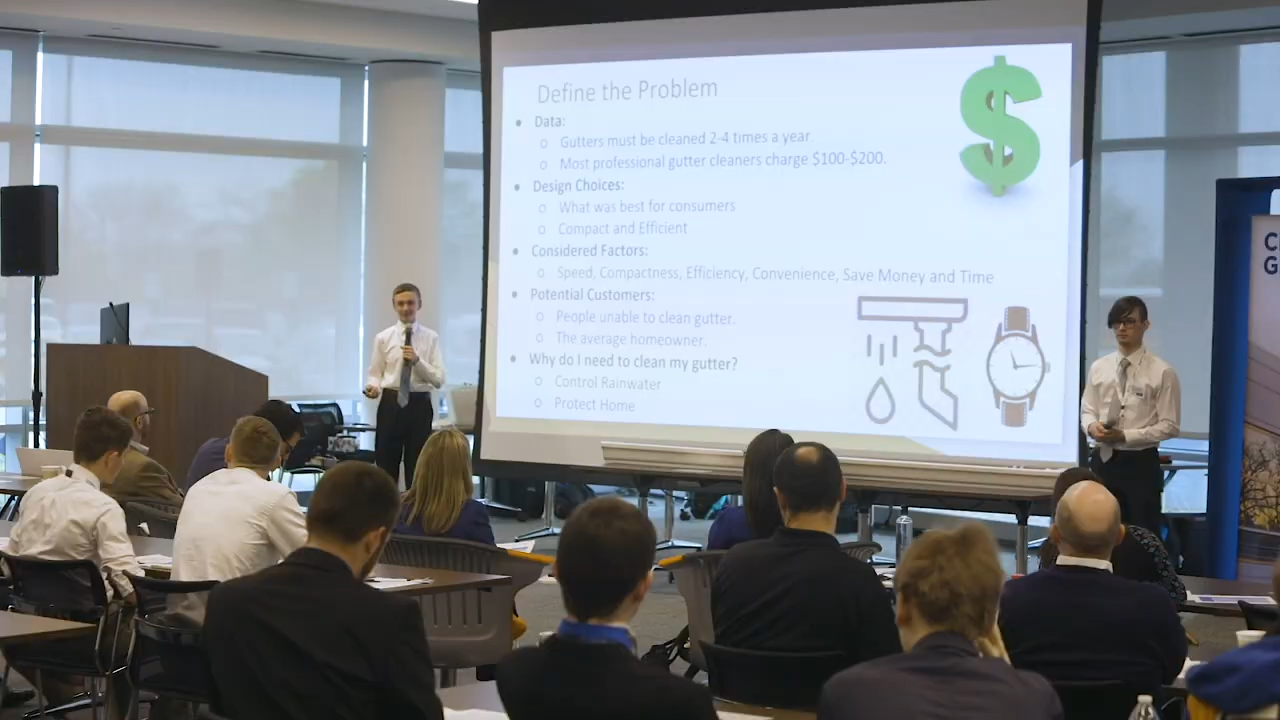 Define the Problem
Data:
Gutters must be cleaned 2-4 times a year.
Most professional gutter cleaners charge $100-$200.
Design Choices:
What was best for consumers
Compact and Efficient
Considered Factors:
Speed, Compactness, Efficiency, Convenience, Save Money and Time
Potential Customers:
People unable to clean gutter.
The average homeowner.
Why do I need to clean my gutter?
Control Rainwater
Protect Home